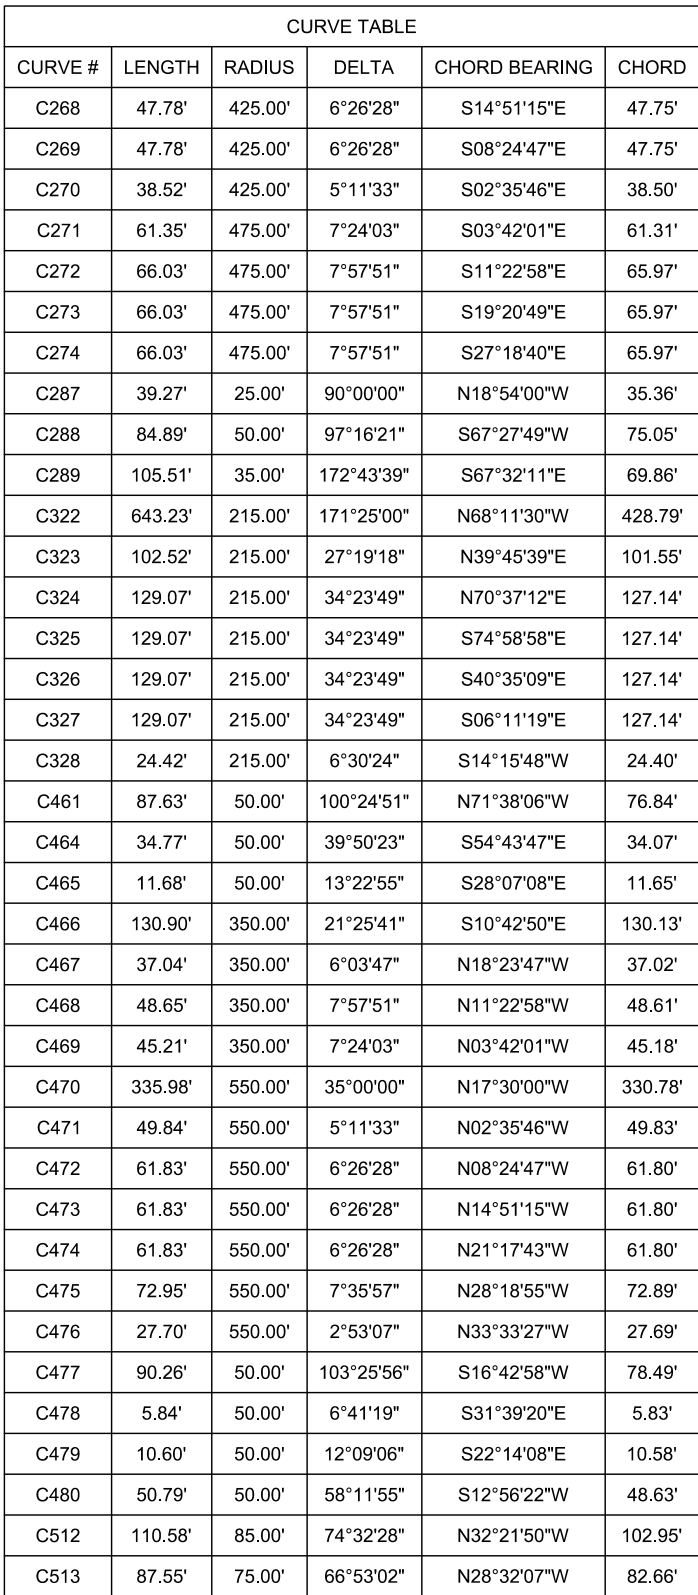 CURVE TABLE
CURVE # LENGTH RADIUS DELTA CHORD BEARING CHORD
C268 47.78' 425.00' 6°26'28" S14°51'15"E 47.75'
C269 47.78' 425.00' 6°26'28" S08°24'47"E 47.75'
C270 38.52' 425.00' 5°11'33" S02°35'46"E 38.50'
C271 61.35' 475.00' 7°24'03" S03°42'01"E 61.31'
C272 66.03' 475.00' 7°57'51" S11°22'58"E 65.97'
C273 66.03' 475.00' 7°57'51" S19°20'49"E 65.97'
C274 66.03' 475.00' 7°57'51" S27°18'40"E 65.97'
C287 39.27' 25.00' 90°00'00" N18°54'00"W 35.36'
C288 84.89' 50.00' 97°16'21" S67°27'49"W 75.05'
C289 105.51' 35.00' 172°43'39" S67°32'11"E 69.86'
C322 643.23' 215.00' 171°25'00" N68°11'30"W 428.79'
C323 102.52' 215.00' 27°19'18" N39°45'39"E 101.55'
C324 129.07' 215.00' 34°23'49" N70°37'12"E 127.14'
C325 129.07' 215.00' 34°23'49" S74°58'58"E 127.14'
C326 129.07' 215.00' 34°23'49" S40°35'09"E 127.14'
C327 129.07' 215.00' 34°23'49" S06°11'19"E 127.14'
C328 24.42' 215.00' 6°30'24" S14°15'48"W 24.40'
C461 87.63' 50.00' 100°24'51" N71°38'06"W 76.84'
C464 34.77' 50.00' 39°50'23" S54°43'47"E 34.07'
C465 11.68' 50.00' 13°22'55" S28°07'08"E 11.65'
C466 130.90' 350.00' 21°25'41" S10°42'50"E 130.13'
C467 37.04' 350.00' 6°03'47" N18°23'47"W 37.02'
C468 48.65' 350.00' 7°57'51" N11°22'58"W 48.61'
C469 45.21' 350.00' 7°24'03" N03°42'01"W 45.18'
C470 335.98' 550.00' 35°00'00" N17°30'00"W 330.78'
C471 49.84' 550.00' 5°11'33" N02°35'46"W 49.83'
C472 61.83' 550.00' 6°26'28" N08°24'47"W 61.80'
C473 61.83' 550.00' 6°26'28" N14°51'15"W 61.80'
C474 61.83' 550.00' 6°26'28" N21°17'43"W 61.80'
C475 72.95' 550.00' 7°35'57" N28°18'55"W 72.89'
C476 27.70' 550.00' 2°53'07" N33°33'27"W 27.69'
C477 90.26' 50.00' 103°25'56" S16°42'58"W 78.49'
C478 5.84' 50.00' 6°41'19" S31°39'20"E 5.83'
C479 10.60' 50.00' 12°09'06" S22°14'08"E 10.58'
C480 50.79' 50.00' 58°11'55" S12°56'22"W 48.63'
C512 110.58' 85.00' 74°32'28" N32°21'50"W 102.95'
C513 87.55' 75.00' 66°53'02" N28°32'07"W 82.66'